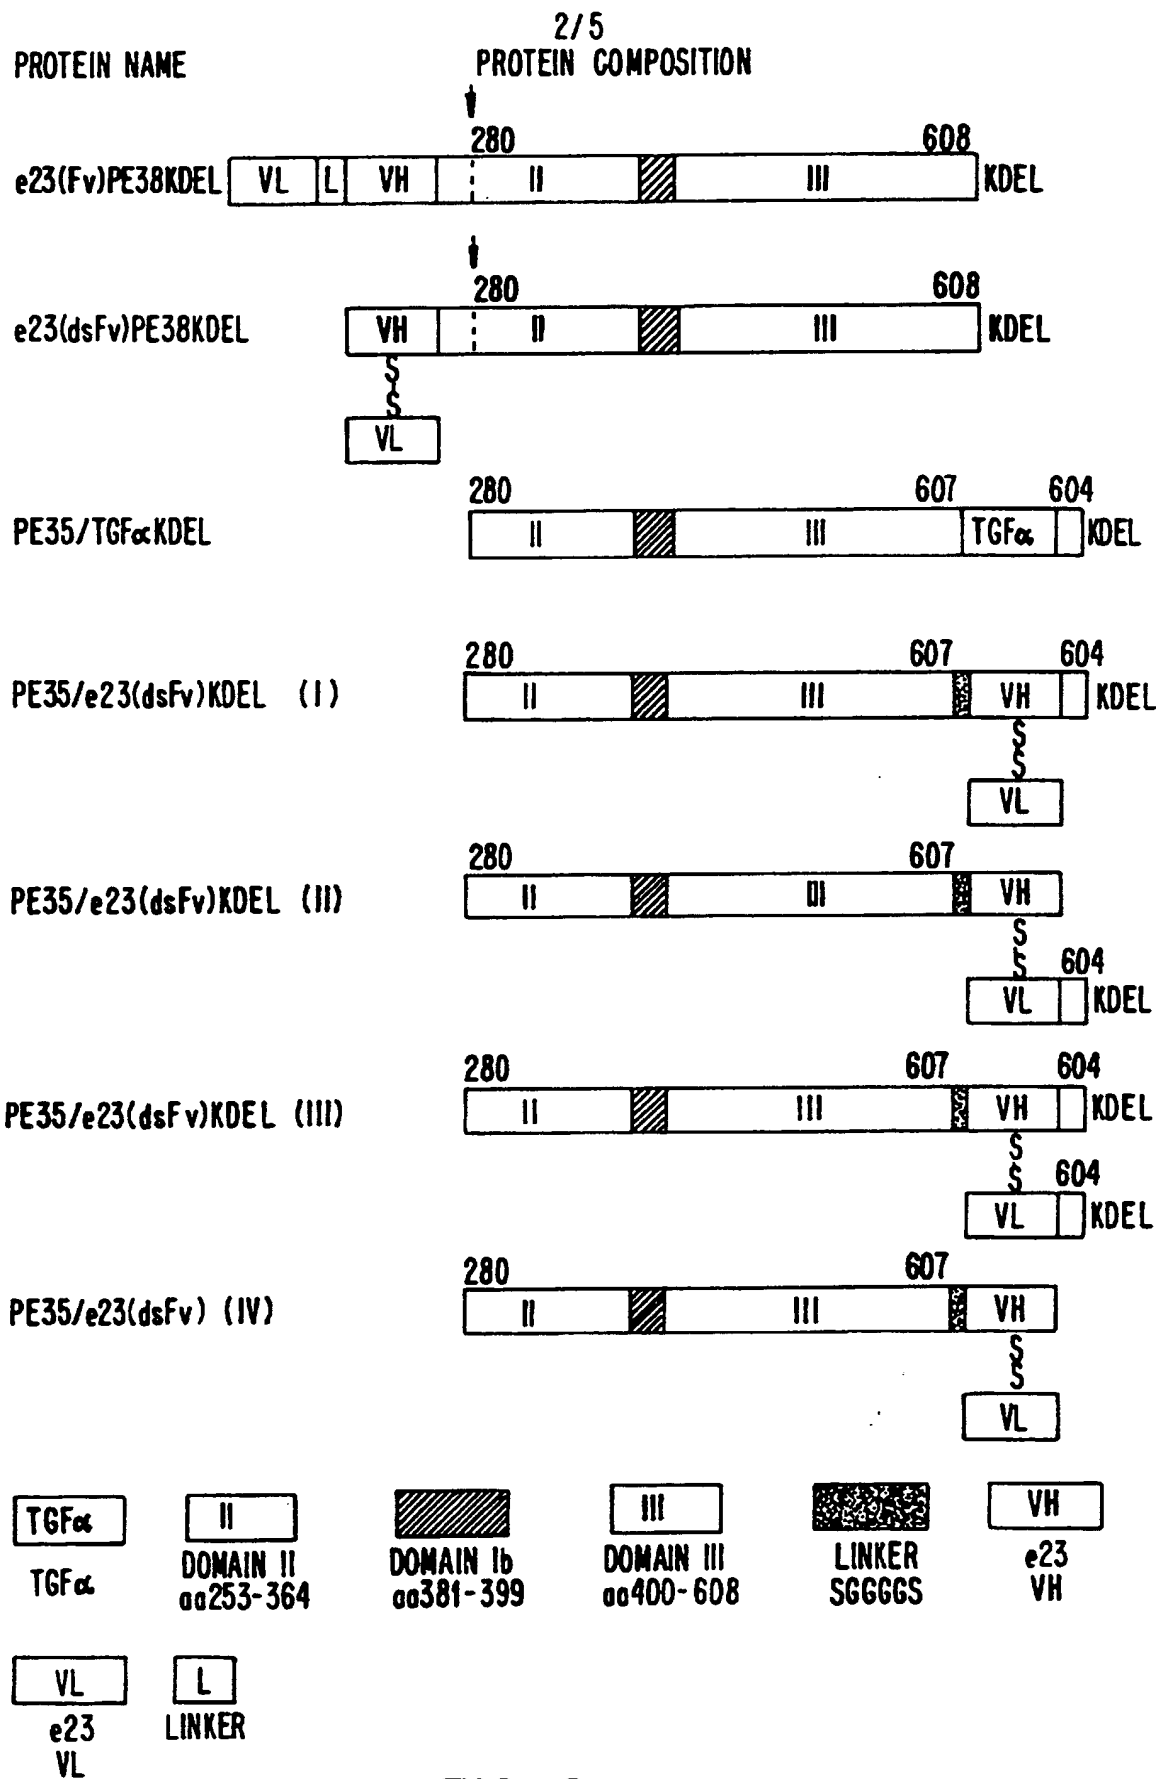 2/5
PROTEIN NAME PROTEIN COMPOSITION
280 608
e23(Fv)PE38KDEL VL L VH II III KDEL
280 608
e23(dsFv)PE38KDEL VH II III KDEL
S
S
VL
280 607 604
PE35/TGFαKDEL II III TGFα KDEL
280 607 604
PE35/e23(dsFv)KDEL (I) II III VH KDEL
S
S
VL
280 607
PE35/e23(dsFv)KDEL (II) II III VH
S
S 604
VL KDEL
280 607 604
PE35/e23(dsFv)KDEL (III) II III VH KDEL
S
S 604
VL KDEL
280 607
PE35/e23(dsFv) (IV) II III VH
S
S
VL
TGFα II III VH
TGFα DOMAIN II DOMAIN Ib DOMAIN III LINKER e23
aa253-364 aa381-399 aa400-608 SGGGGS VH
VL L
e23 LINKER
VL